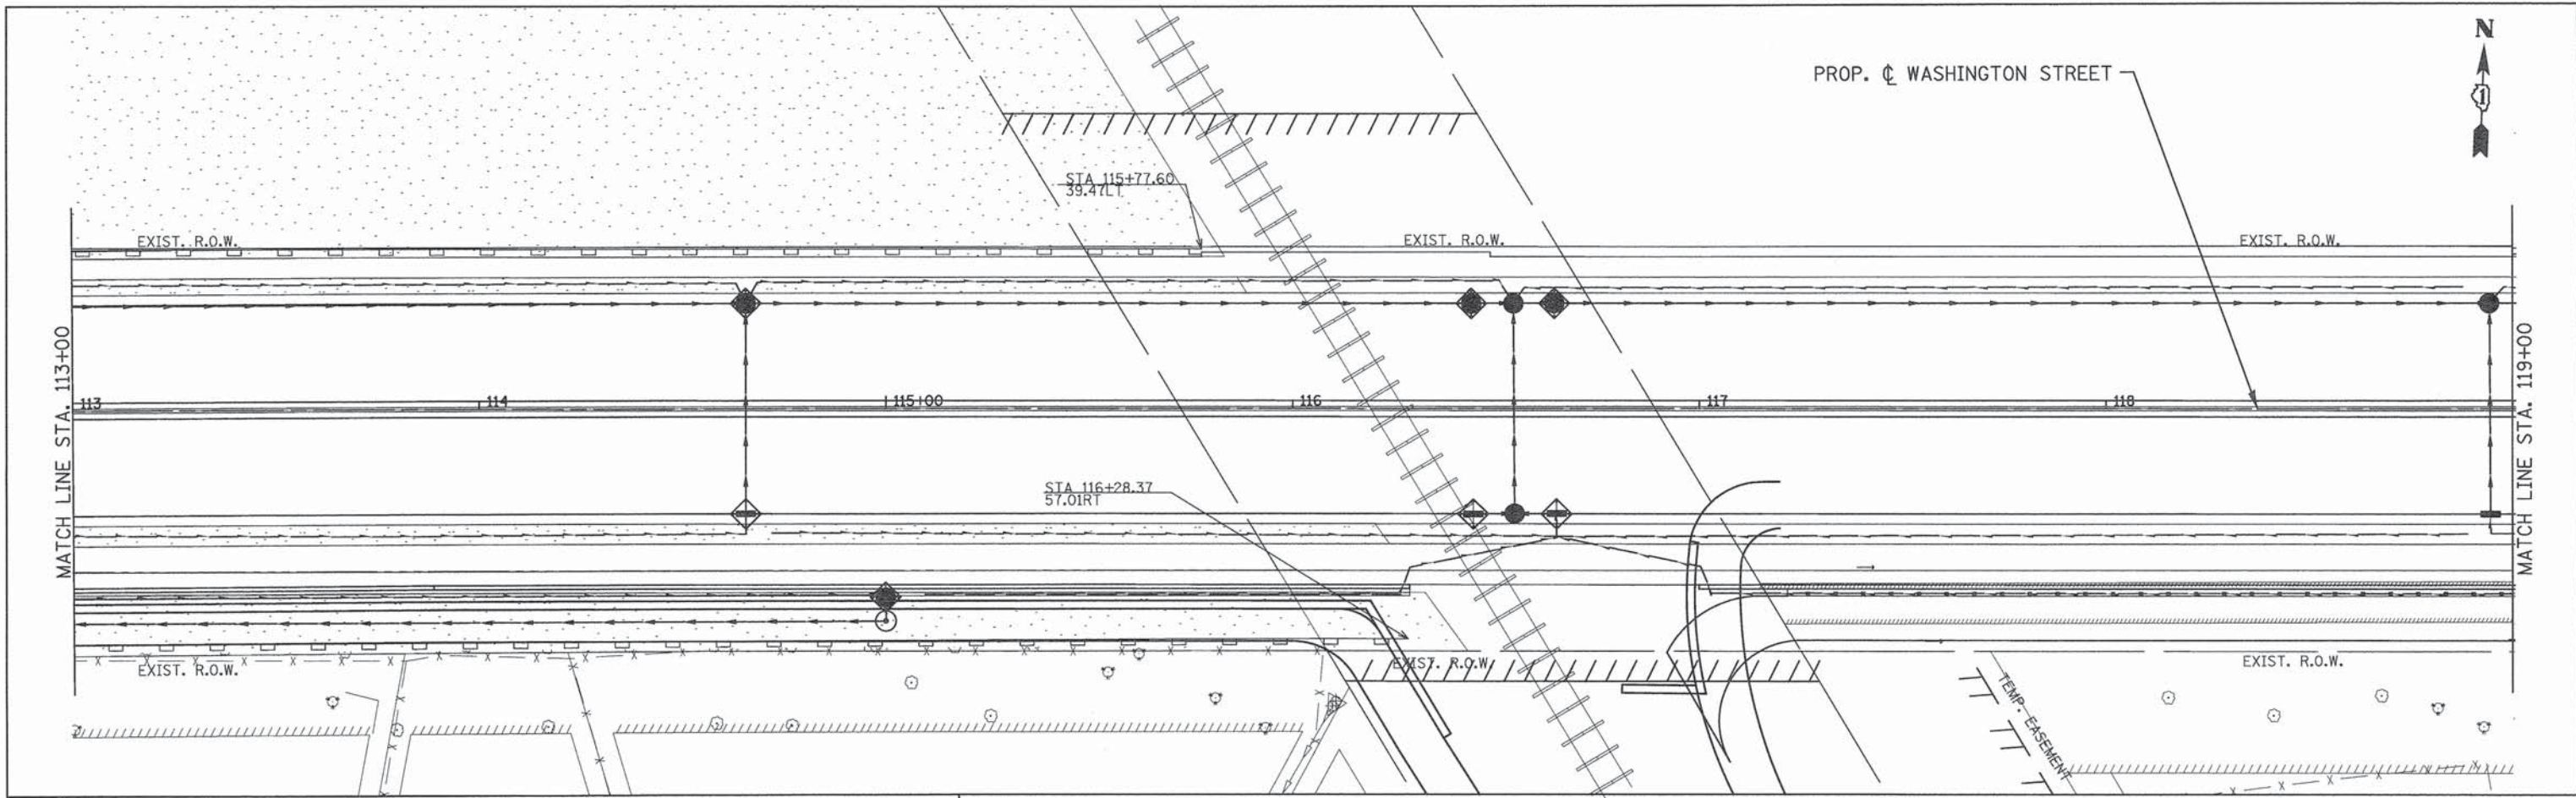 N
1
PROP. ℄ WASHINGTON STREET
STA 115+77.60
39.47LT
EXIST. R.O.W.
EXIST. R.O.W.
EXIST. R.O.W.
MATCH LINE STA. 113+00
113
114
115+00
116
117
118
MATCH LINE STA. 119+00
STA 116+28.37
57.01RT
EXIST. R.O.W.
EXIST. R.O.W.
EXIST. R.O.W.
TEMP. EASEMENT